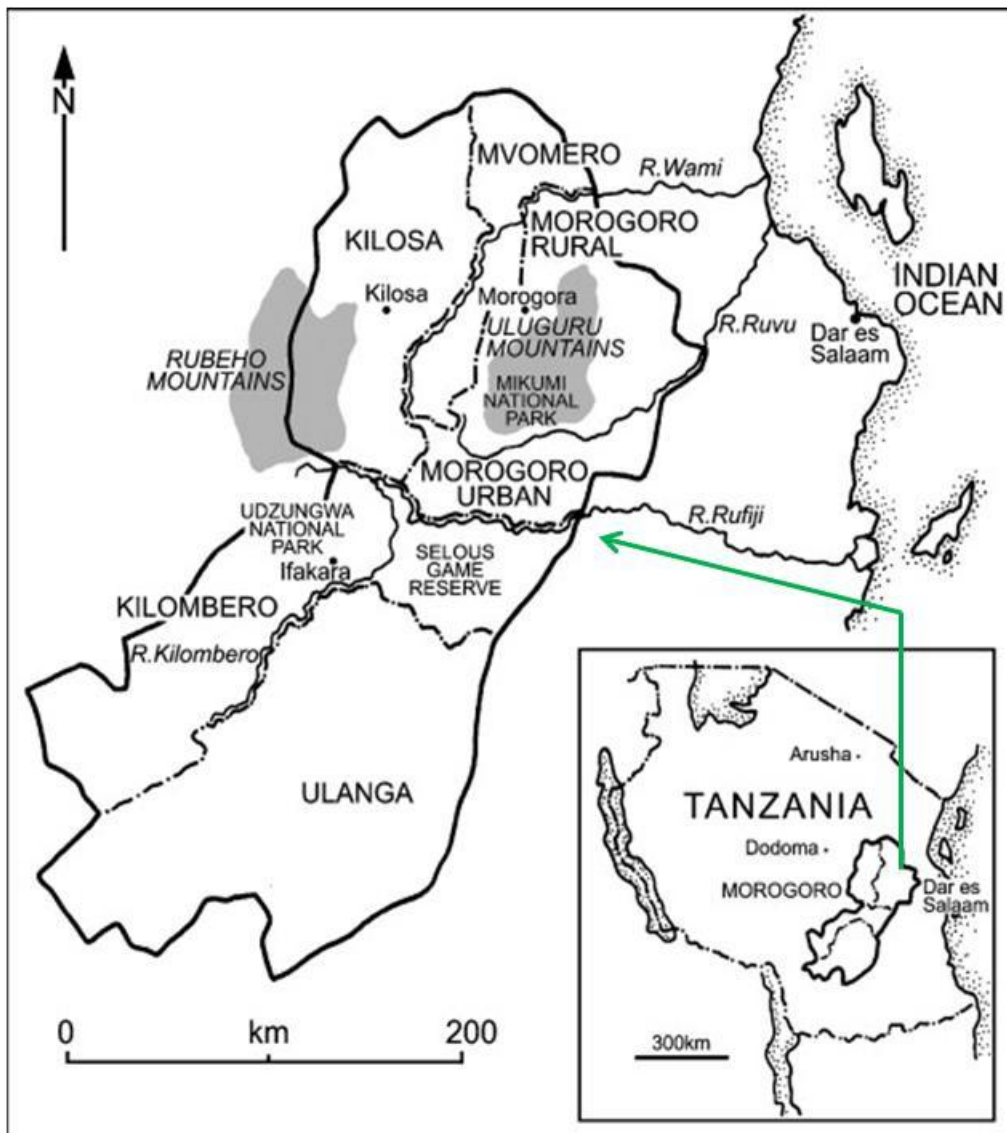 N
MVOMERO
R.Wami
MOROGORO
RURAL
KILOSA
INDIAN
OCEAN
Kilosa
Morogora
ULUGURU
MOUNTAINS
R.Ruvu
Dar es
Salaam
RUBEHO
MOUNTAINS
MIKUMI
NATIONAL
PARK
MOROGORO
URBAN
UDZUNGWA
NATIONAL
PARK
Ifakara
SELOUS
GAME
RESERVE
R.Rufiji
KILOMBERO
R.Kilombero
ULANGA
0 km 200
Arusha
TANZANIA
Dodoma
MOROGORO
Dar es
Salaam
300km